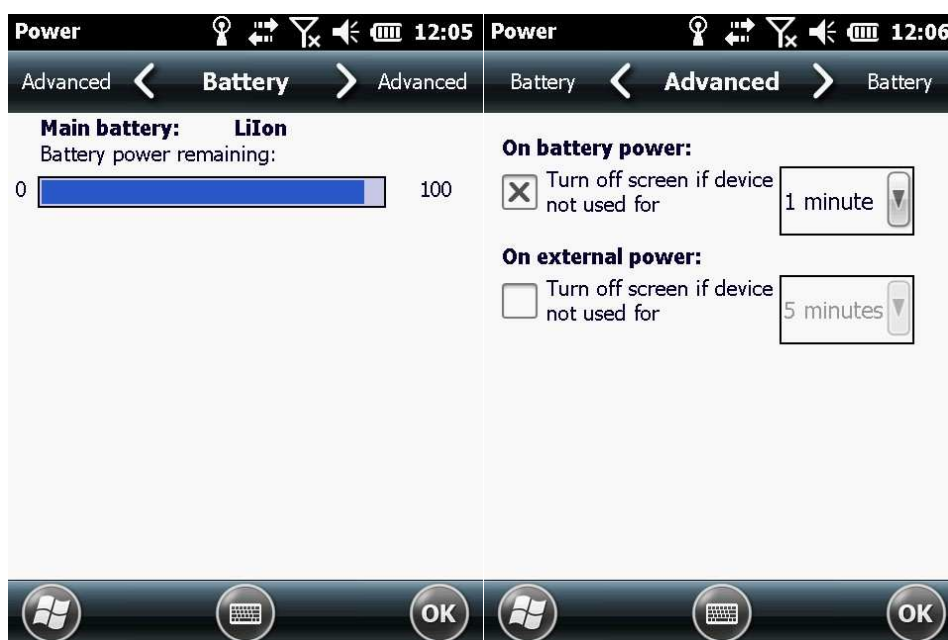 Power 12:05
Advanced Battery Advanced
Main battery: LiIon
Battery power remaining:
0 100
OK
Power 12:06
Battery Advanced Battery
On battery power:
Turn off screen if device
not used for
1 minute
On external power:
Turn off screen if device
not used for
5 minutes
OK